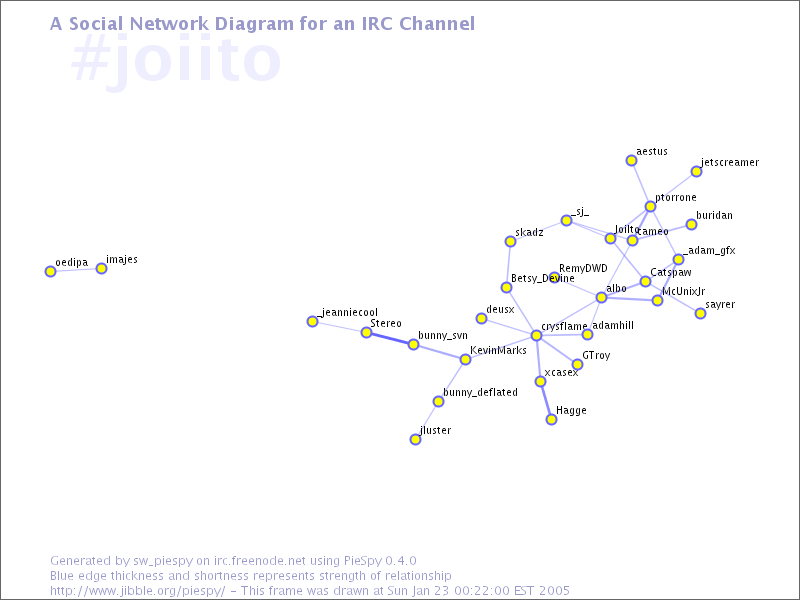 A Social Network Diagram for an IRC Channel
#joiito
aestus
jetscreamer
ptorrone
_sj_
buridan
skadz
Joiito
cameo
_adam_gfx
imajes
oedipa
RemyDWD
Catspaw
Betsy_Devine
albo
McUnixJr
sayrer
_jeanniecool
deusx
Stereo
crysflame
adamhill
bunny_svn
KevinMarks
GTroy
xcasex
bunny_deflated
Hagge
jluster
Generated by sw_piespy on irc.freenode.net using PieSpy 0.4.0
Blue edge thickness and shortness represents strength of relationship
http://www.jibble.org/piespy/ - This frame was drawn at Sun Jan 23 00:22:00 EST 2005